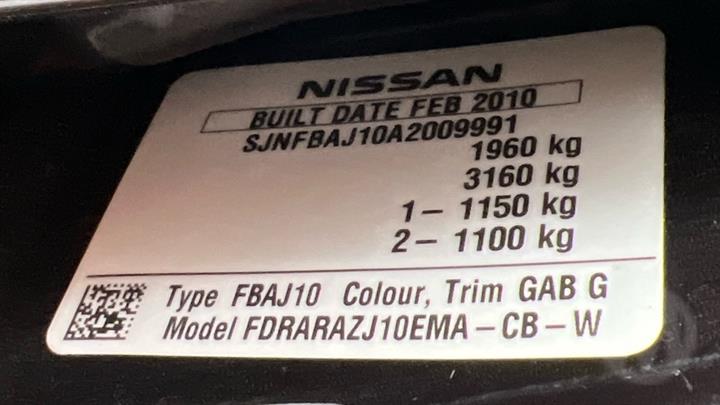 NISSAN
BUILT DATE FEB 2010
SJNFBAJ10A2009991
1960 kg
3160 kg
1- 1150 kg
2- 1100 kg
Type FBAJ10 Colour, Trim GAB G
Model FDRARAZJ10EMA-CB-W